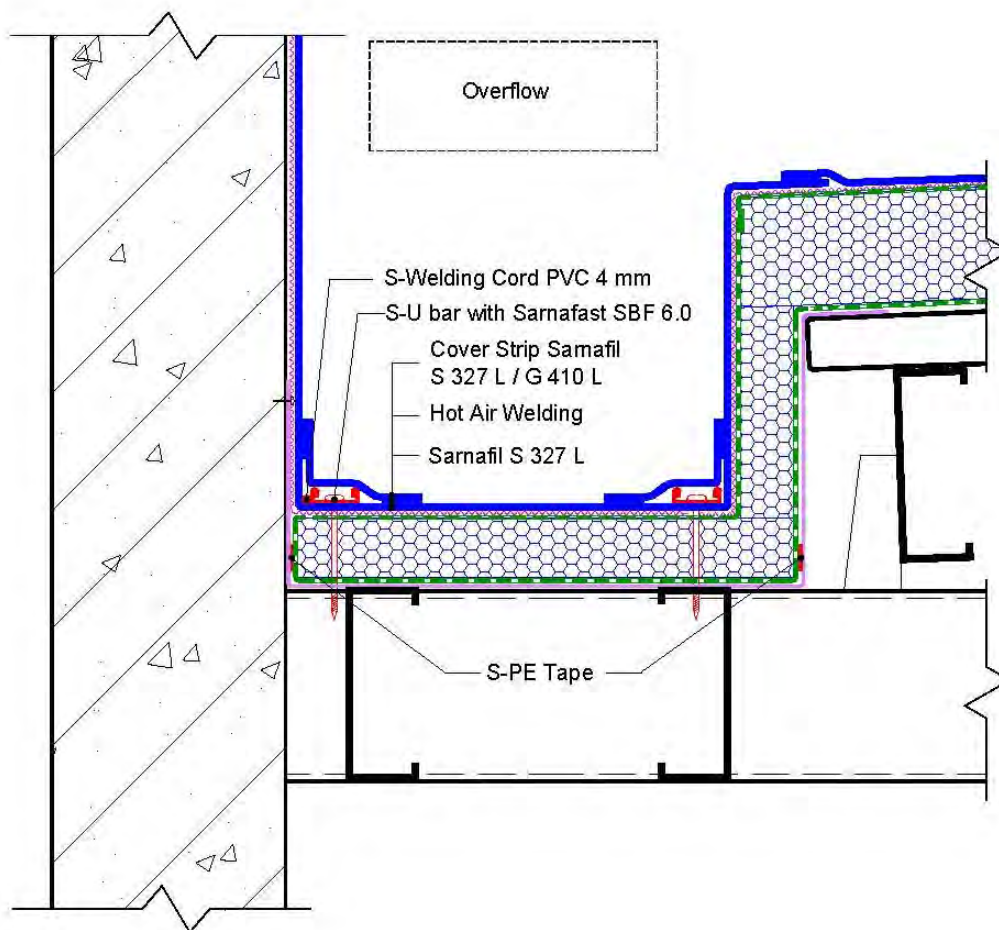 Overflow
S-Welding Cord PVC 4 mm
S-U bar with Sarnafast SBF 6.0
Cover Strip Sarnafil
S 327 L / G 410 L
Hot Air Welding
Sarnafil S 327 L
S-PE Tape